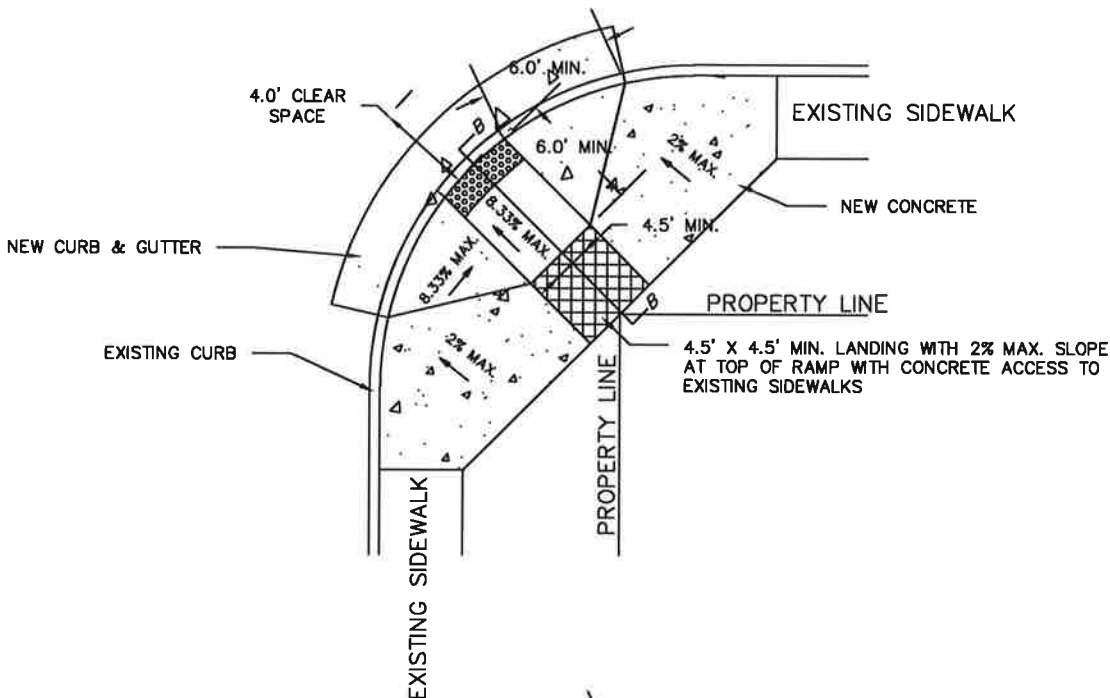 6.0' MIN.
4.0' CLEAR
SPACE
EXISTING SIDEWALK
B
6.0' MIN.
2% MAX.
NEW CONCRETE
8.33% MAX.
4.5' MIN.
NEW CURB & GUTTER
8.33% MAX.
B
PROPERTY LINE
EXISTING CURB
2% MAX.
4.5' X 4.5' MIN. LANDING WITH 2% MAX. SLOPE
AT TOP OF RAMP WITH CONCRETE ACCESS TO
EXISTING SIDEWALKS
PROPERTY LINE
EXISTING SIDEWALK